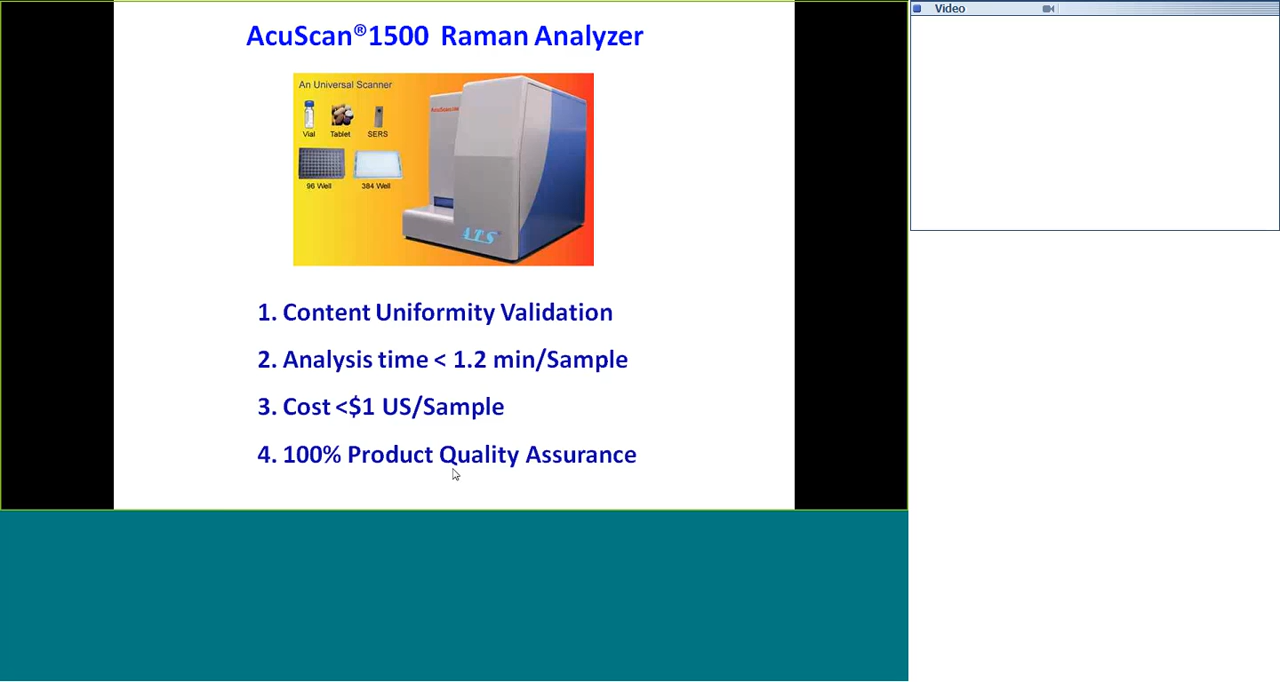 AcuScan®1500 Raman Analyzer
An Universal Scanner
Vial
Tablet
SERS
96 Well
384 Well
ATS
1. Content Uniformity Validation
2. Analysis time < 1.2 min/Sample
3. Cost <$1 US/Sample
4. 100% Product Quality Assurance
Video